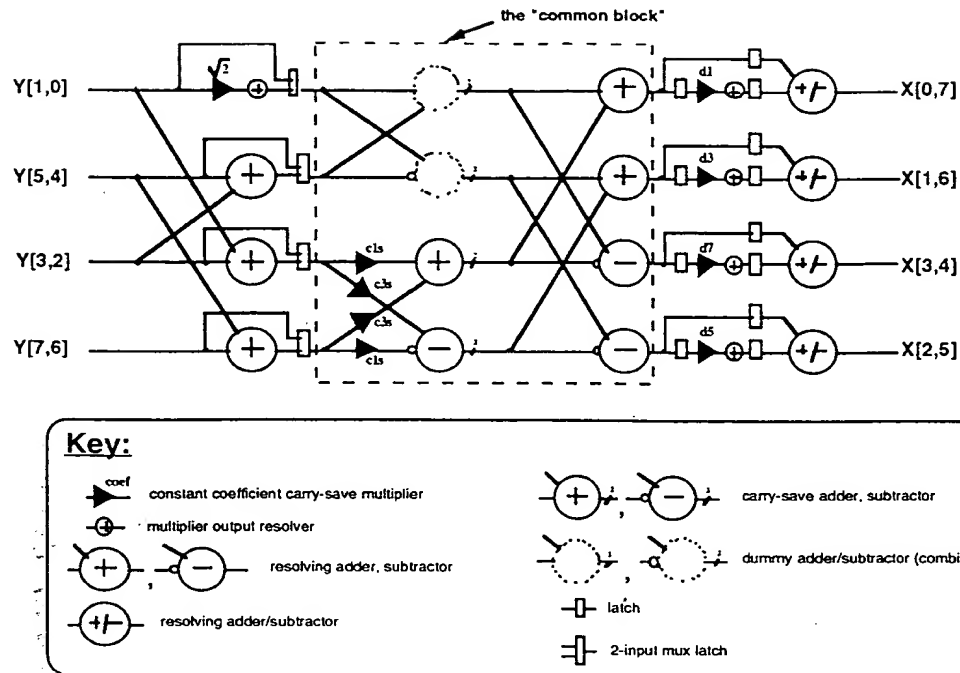 the "common block"
√2
d1
Y[1,0]
X[0,7]
d3
Y[5,4]
X[1,6]
d7
Y[3,2]
c1s
X[3,4]
c3s
c3s
d5
Y[7,6]
c1s
X[2,5]
Key:
coef
constant coefficient carry-save multiplier
multiplier output resolver
resolving adder, subtractor
resolving adder/subtractor
carry-save adder, subtractor
dummy adder/subtractor (combi
latch
2-input mux latch